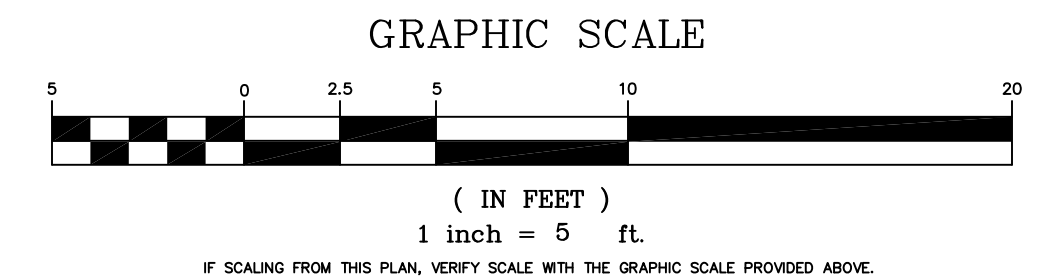 GRAPHIC SCALE
5 0 2.5 5 10 20
( IN FEET )
1 inch = 5 ft.
IF SCALING FROM THIS PLAN, VERIFY SCALE WITH THE GRAPHIC SCALE PROVIDED ABOVE.